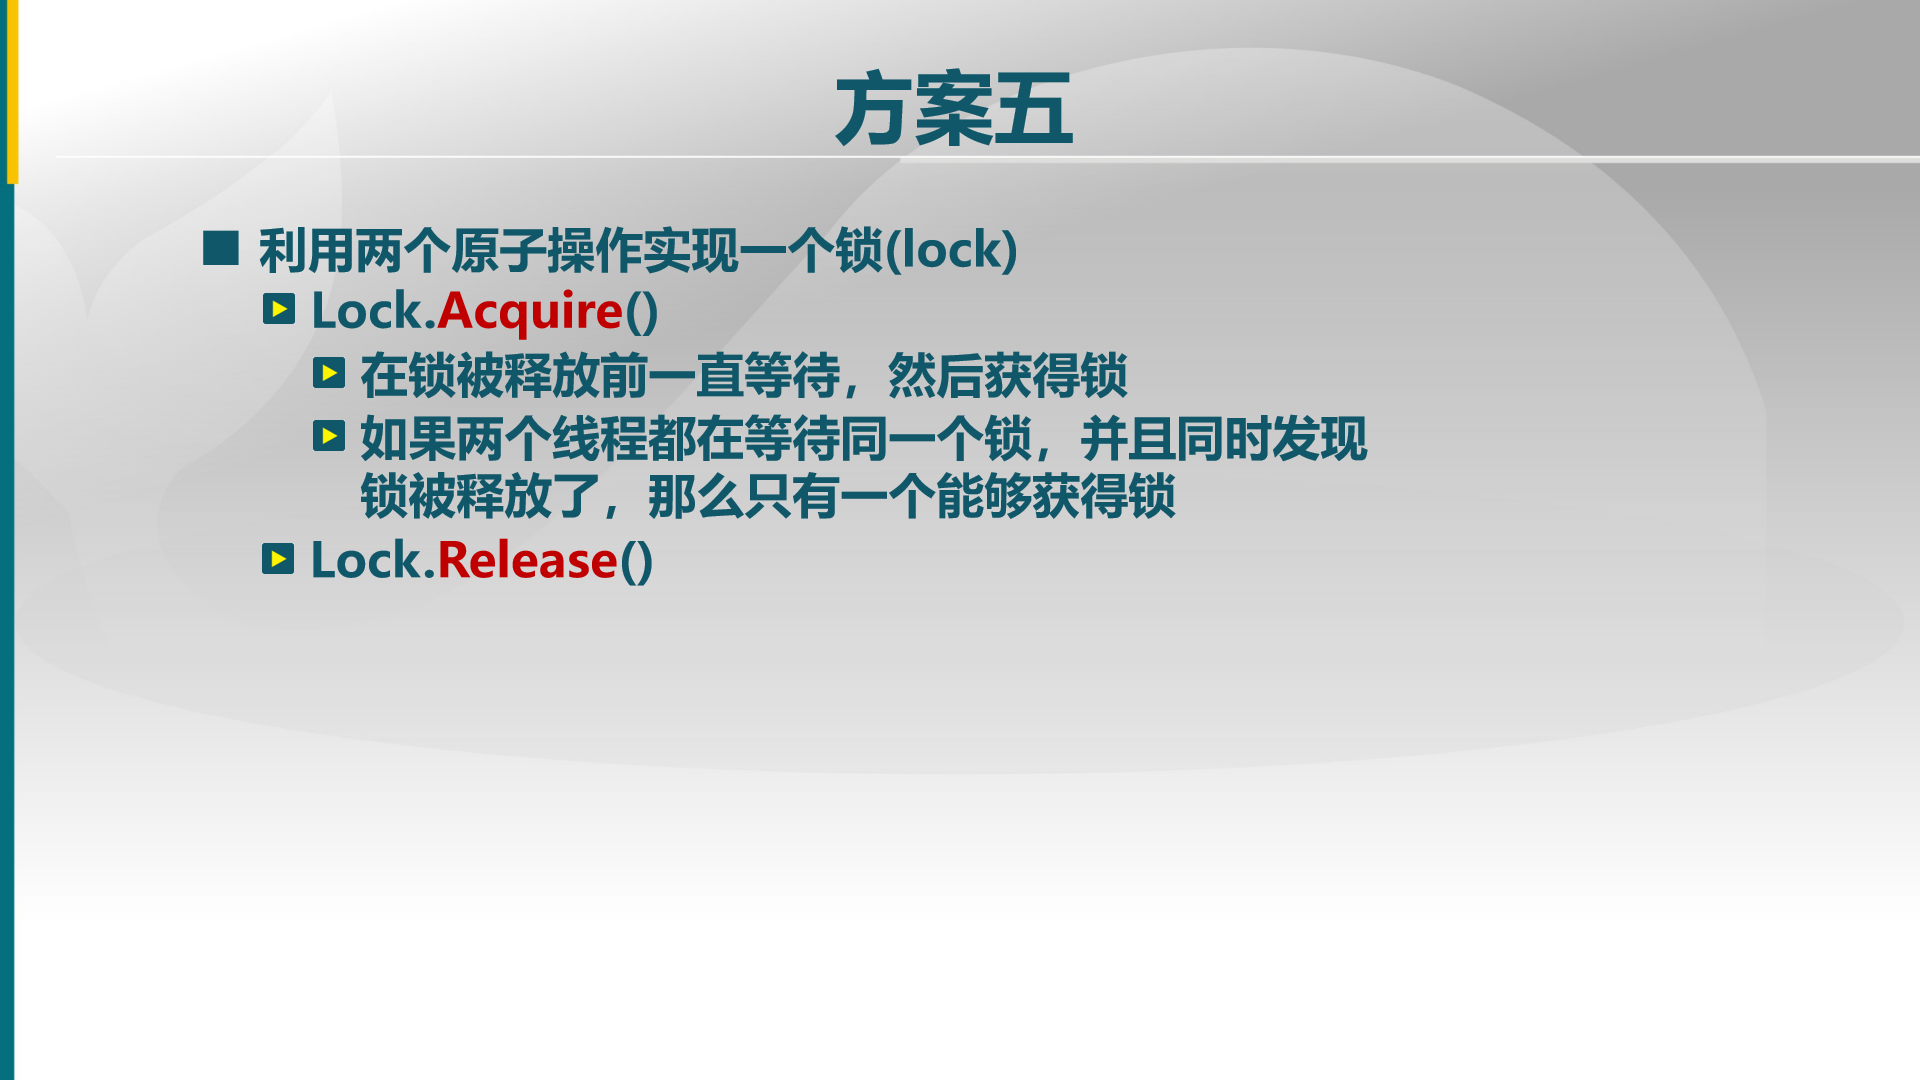 方案五
利用两个原子操作实现一个锁(lock)
Lock.Acquire()
在锁被释放前一直等待，然后获得锁
如果两个线程都在等待同一个锁，并且同时发现
锁被释放了，那么只有一个能够获得锁
Lock.Release()